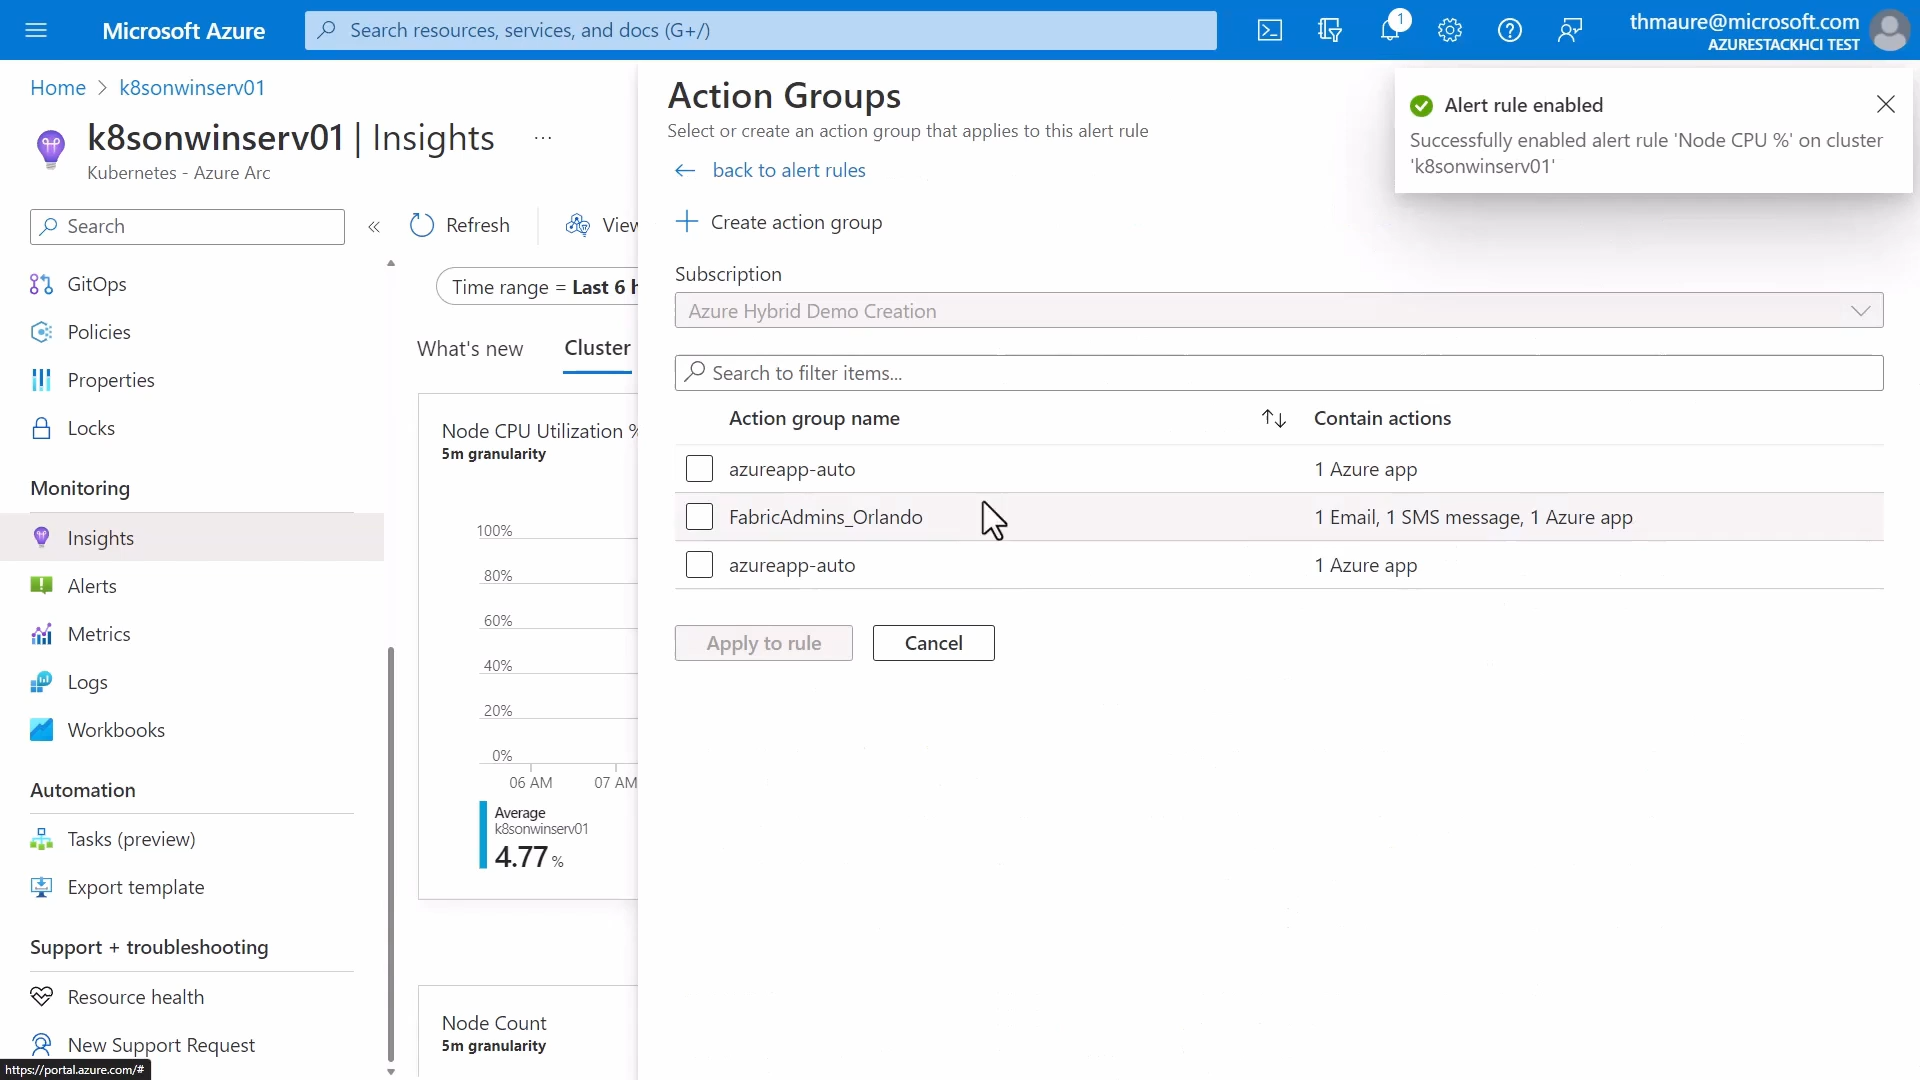 Microsoft Azure
Search resources, services, and docs (G+/)
1
thmaure@microsoft.com
AZURESTACKHCI TEST
Home > k8sonwinserv01
k8sonwinserv01 | Insights
...
Kubernetes - Azure Arc
Search
«
Refresh
View
GitOps
Policies
Properties
Locks
Monitoring
Insights
Alerts
Metrics
Logs
Workbooks
Automation
Tasks (preview)
Export template
Support + troubleshooting
Resource health
New Support Request
https://portal.azure.com/#
Time range = Last 6 h
What's new
Cluster
Node CPU Utilization %
5m granularity
100%
80%
60%
40%
20%
0%
06 AM
07 AM
Average
k8sonwinserv01
4.77 %
Node Count
5m granularity
Action Groups
Select or create an action group that applies to this alert rule
back to alert rules
Create action group
Subscription
Azure Hybrid Demo Creation
Search to filter items...
Action group name
Contain actions
azureapp-auto
1 Azure app
FabricAdmins_Orlando
1 Email, 1 SMS message, 1 Azure app
azureapp-auto
1 Azure app
Apply to rule
Cancel
Alert rule enabled
Successfully enabled alert rule 'Node CPU %' on cluster
'k8sonwinserv01'